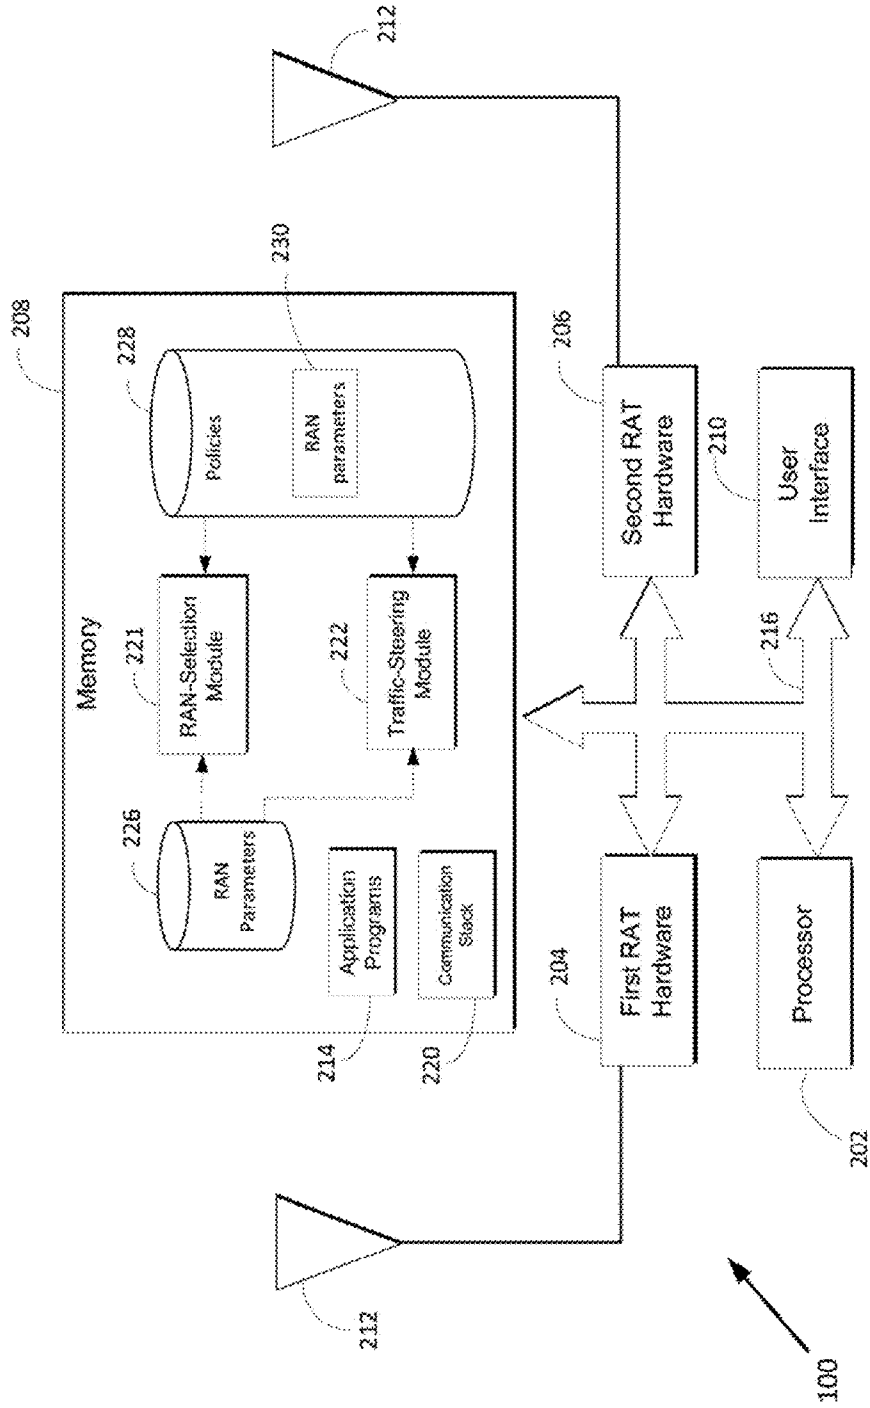 208
Memory
226
RAN
Parameters
221
RAN-Selection
Module
228
Policies
230
RAN
parameters
212
222
Traffic-Steering
Module
214
Application
Programs
220
Communication
Stack
212
204
First RAT
Hardware
206
Second RAT
Hardware
202
Processor
216
210
User
Interface
100